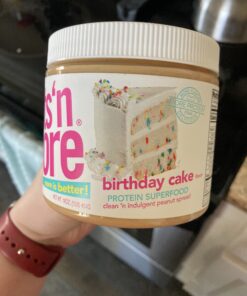 s'n
ore®
is better!
birthday cake
PROTEIN SUPERFOOD
clean 'n indulgent peanut spread